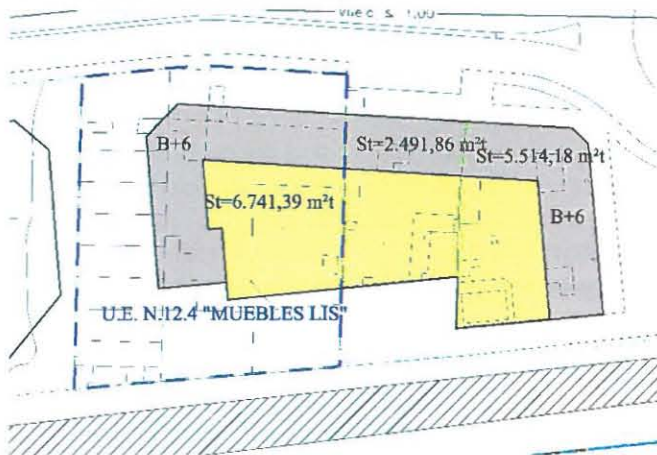 B+6
St=2.491,86 m²t
St=5.514,18 m²t
St=6.741,39 m²t
B+6
U.E. N.12.4 "MUEBLES LIS"